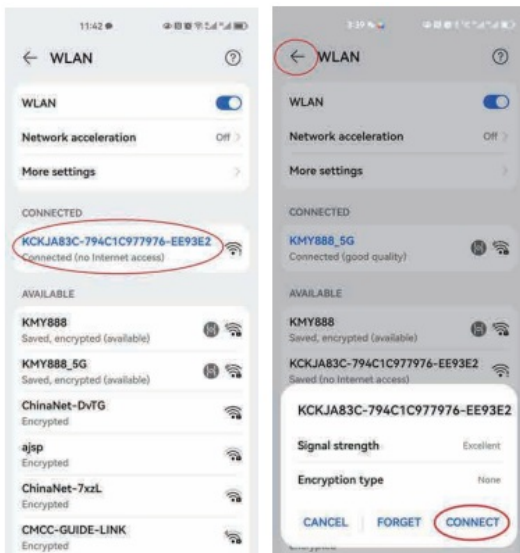 11:42
← WLAN
WLAN
Network acceleration Off
More settings
CONNECTED
KCKJA83C-794C1C977976-EE93E2
Connected (no Internet access)
AVAILABLE
KMY888
Saved, encrypted (available)
KMY888_5G
Saved, encrypted (available)
ChinaNet-DvTG
Encrypted
ajsp
Encrypted
ChinaNet-7xzL
Encrypted
CMCC-GUIDE-LINK
Encrypted
3:39
← WLAN
WLAN
Network acceleration Off
More settings
CONNECTED
KMY888_5G
Connected (good quality)
AVAILABLE
KMY888
Saved, encrypted (available)
KCKJA83C-794C1C977976-EE93E2
Saved (no Internet access)
KCKJA83C-794C1C977976-EE93E2
Signal strength Excellent
Encryption type None
CANCEL FORGET CONNECT